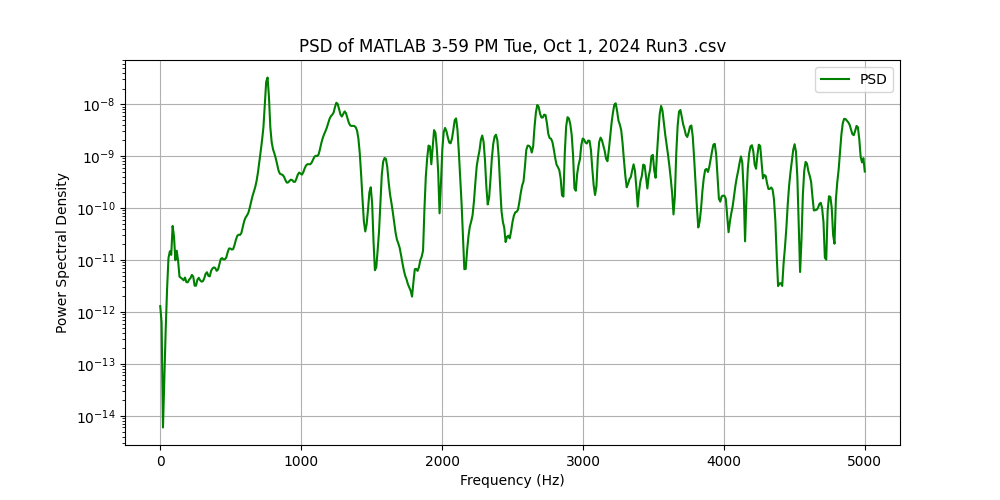 PSD of MATLAB 3-59 PM Tue, Oct 1, 2024 Run3 .csv
PSD
Power Spectral Density
10⁻⁸
10⁻⁹
10⁻¹⁰
10⁻¹¹
10⁻¹²
10⁻¹³
10⁻¹⁴
0 1000 2000 3000 4000 5000
Frequency (Hz)